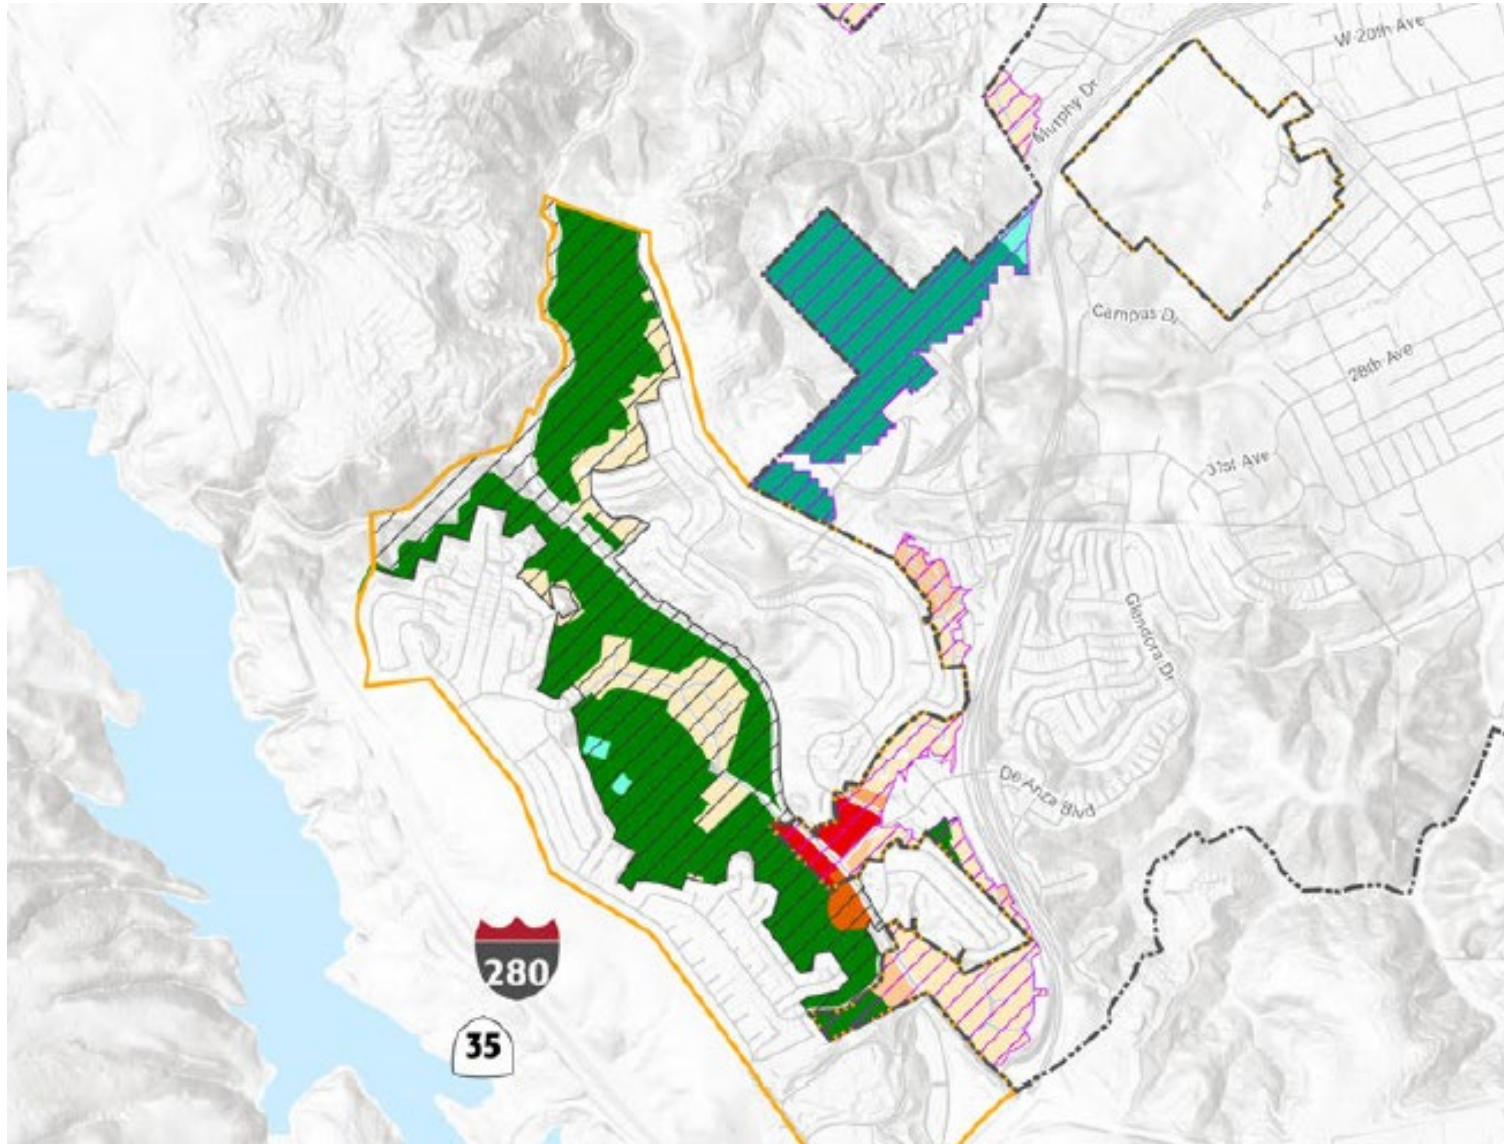 W 20th Ave
Murphy Dr
Campus Dr
28th Ave
31st Ave
Glendora Dr
De Anza Blvd
280
35